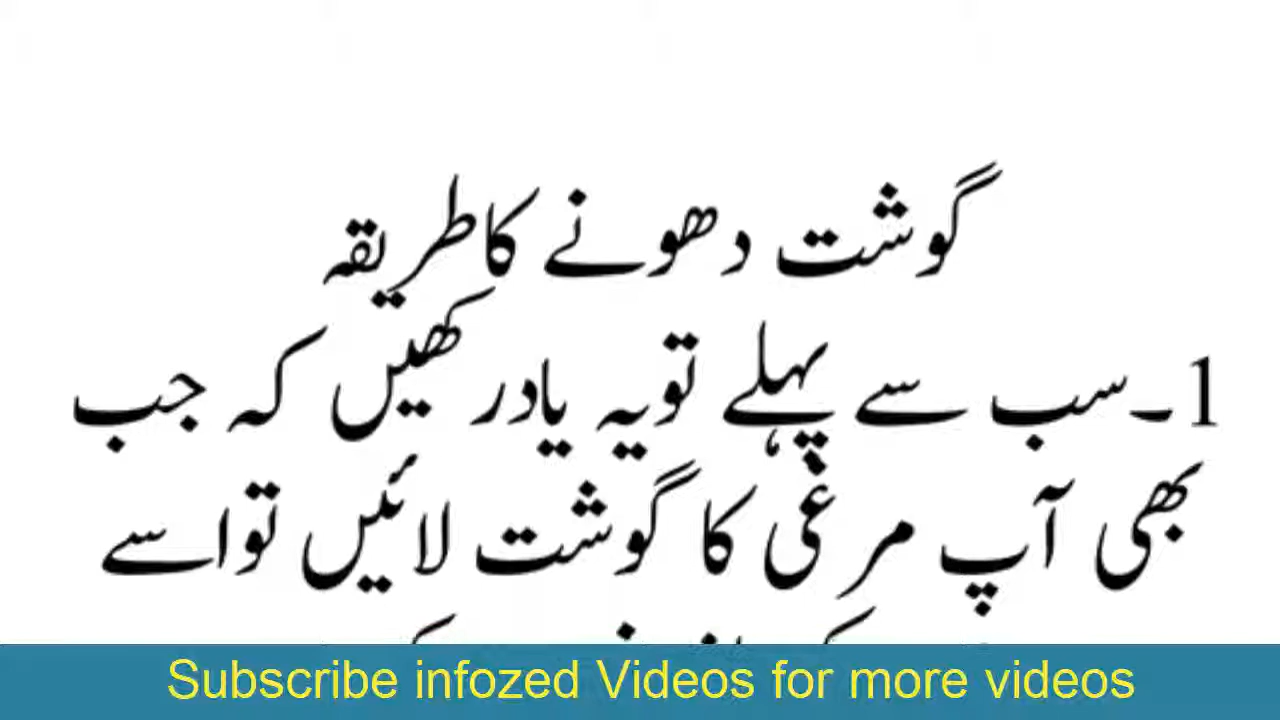 گوشت دھونے کا طریقہ
1۔ سب سے پہلے تو یہ یاد رکھیں کہ جب
بھی آپ مرغی کا گوشت لائیں تو اسے
Subscribe infozed Videos for more videos